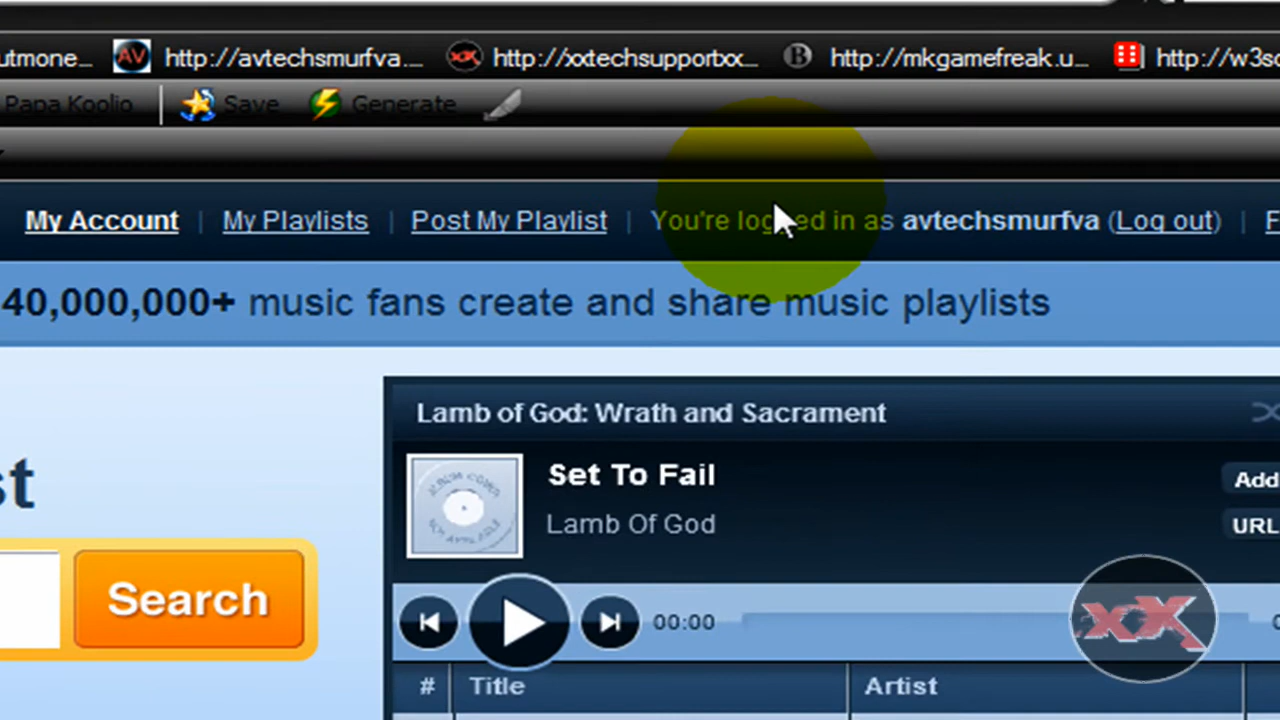 utmone... http://avtechsmurfva.... http://xxtechsupportxx... http://mkgamefreak.u... http://w3sc
Papa Koolio Save Generate
My Account | My Playlists | Post My Playlist | You're logged in as avtechsmurfva (Log out) | F
40,000,000+ music fans create and share music playlists
Lamb of God: Wrath and Sacrament
st
Set To Fail
Add
Lamb Of God
URL
Search
00:00
xX
# Title Artist